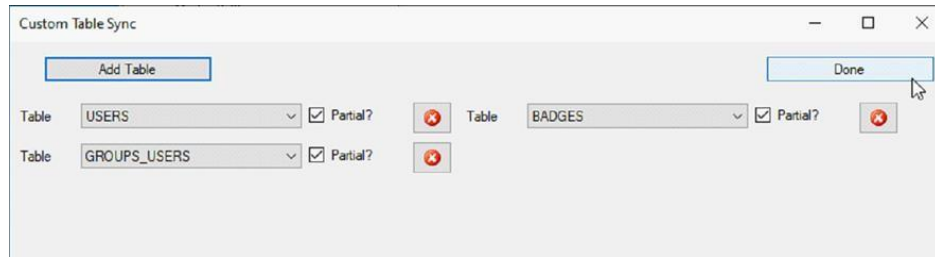 Custom Table Sync
Add Table
Done
Table USERS Partial? Table BADGES Partial?
Table GROUPS_USERS Partial?